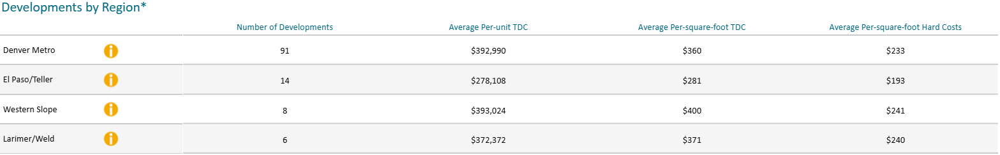 Developments by Region*
Number of Developments Average Per-unit TDC Average Per-square-foot TDC Average Per-square-foot Hard Costs
Denver Metro 91 $392,990 $360 $233
El Paso/Teller 14 $278,108 $281 $193
Western Slope 8 $393,024 $400 $241
Larimer/Weld 6 $372,372 $371 $240